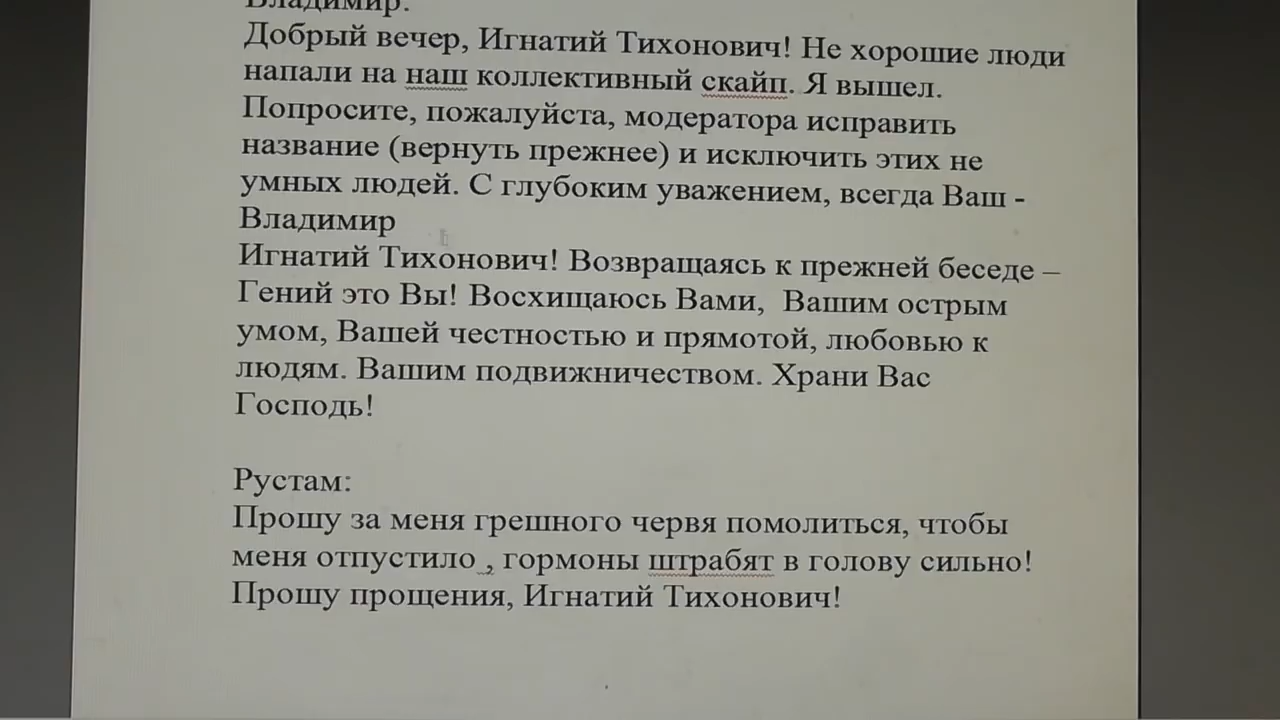 Владимир.
Добрый вечер, Игнатий Тихонович! Не хорошие люди
напали на наш коллективный скайп. Я вышел.
Попросите, пожалуйста, модератора исправить
название (вернуть прежнее) и исключить этих не
умных людей. С глубоким уважением, всегда Ваш -
Владимир
Игнатий Тихонович! Возвращаясь к прежней беседе –
Гений это Вы! Восхищаюсь Вами,  Вашим острым
умом, Вашей честностью и прямотой, любовью к
людям. Вашим подвижничеством. Храни Вас
Господь!
Рустам:
Прошу за меня грешного червя помолиться, чтобы
меня отпустило , гормоны штрабят в голову сильно!
Прошу прощения, Игнатий Тихонович!